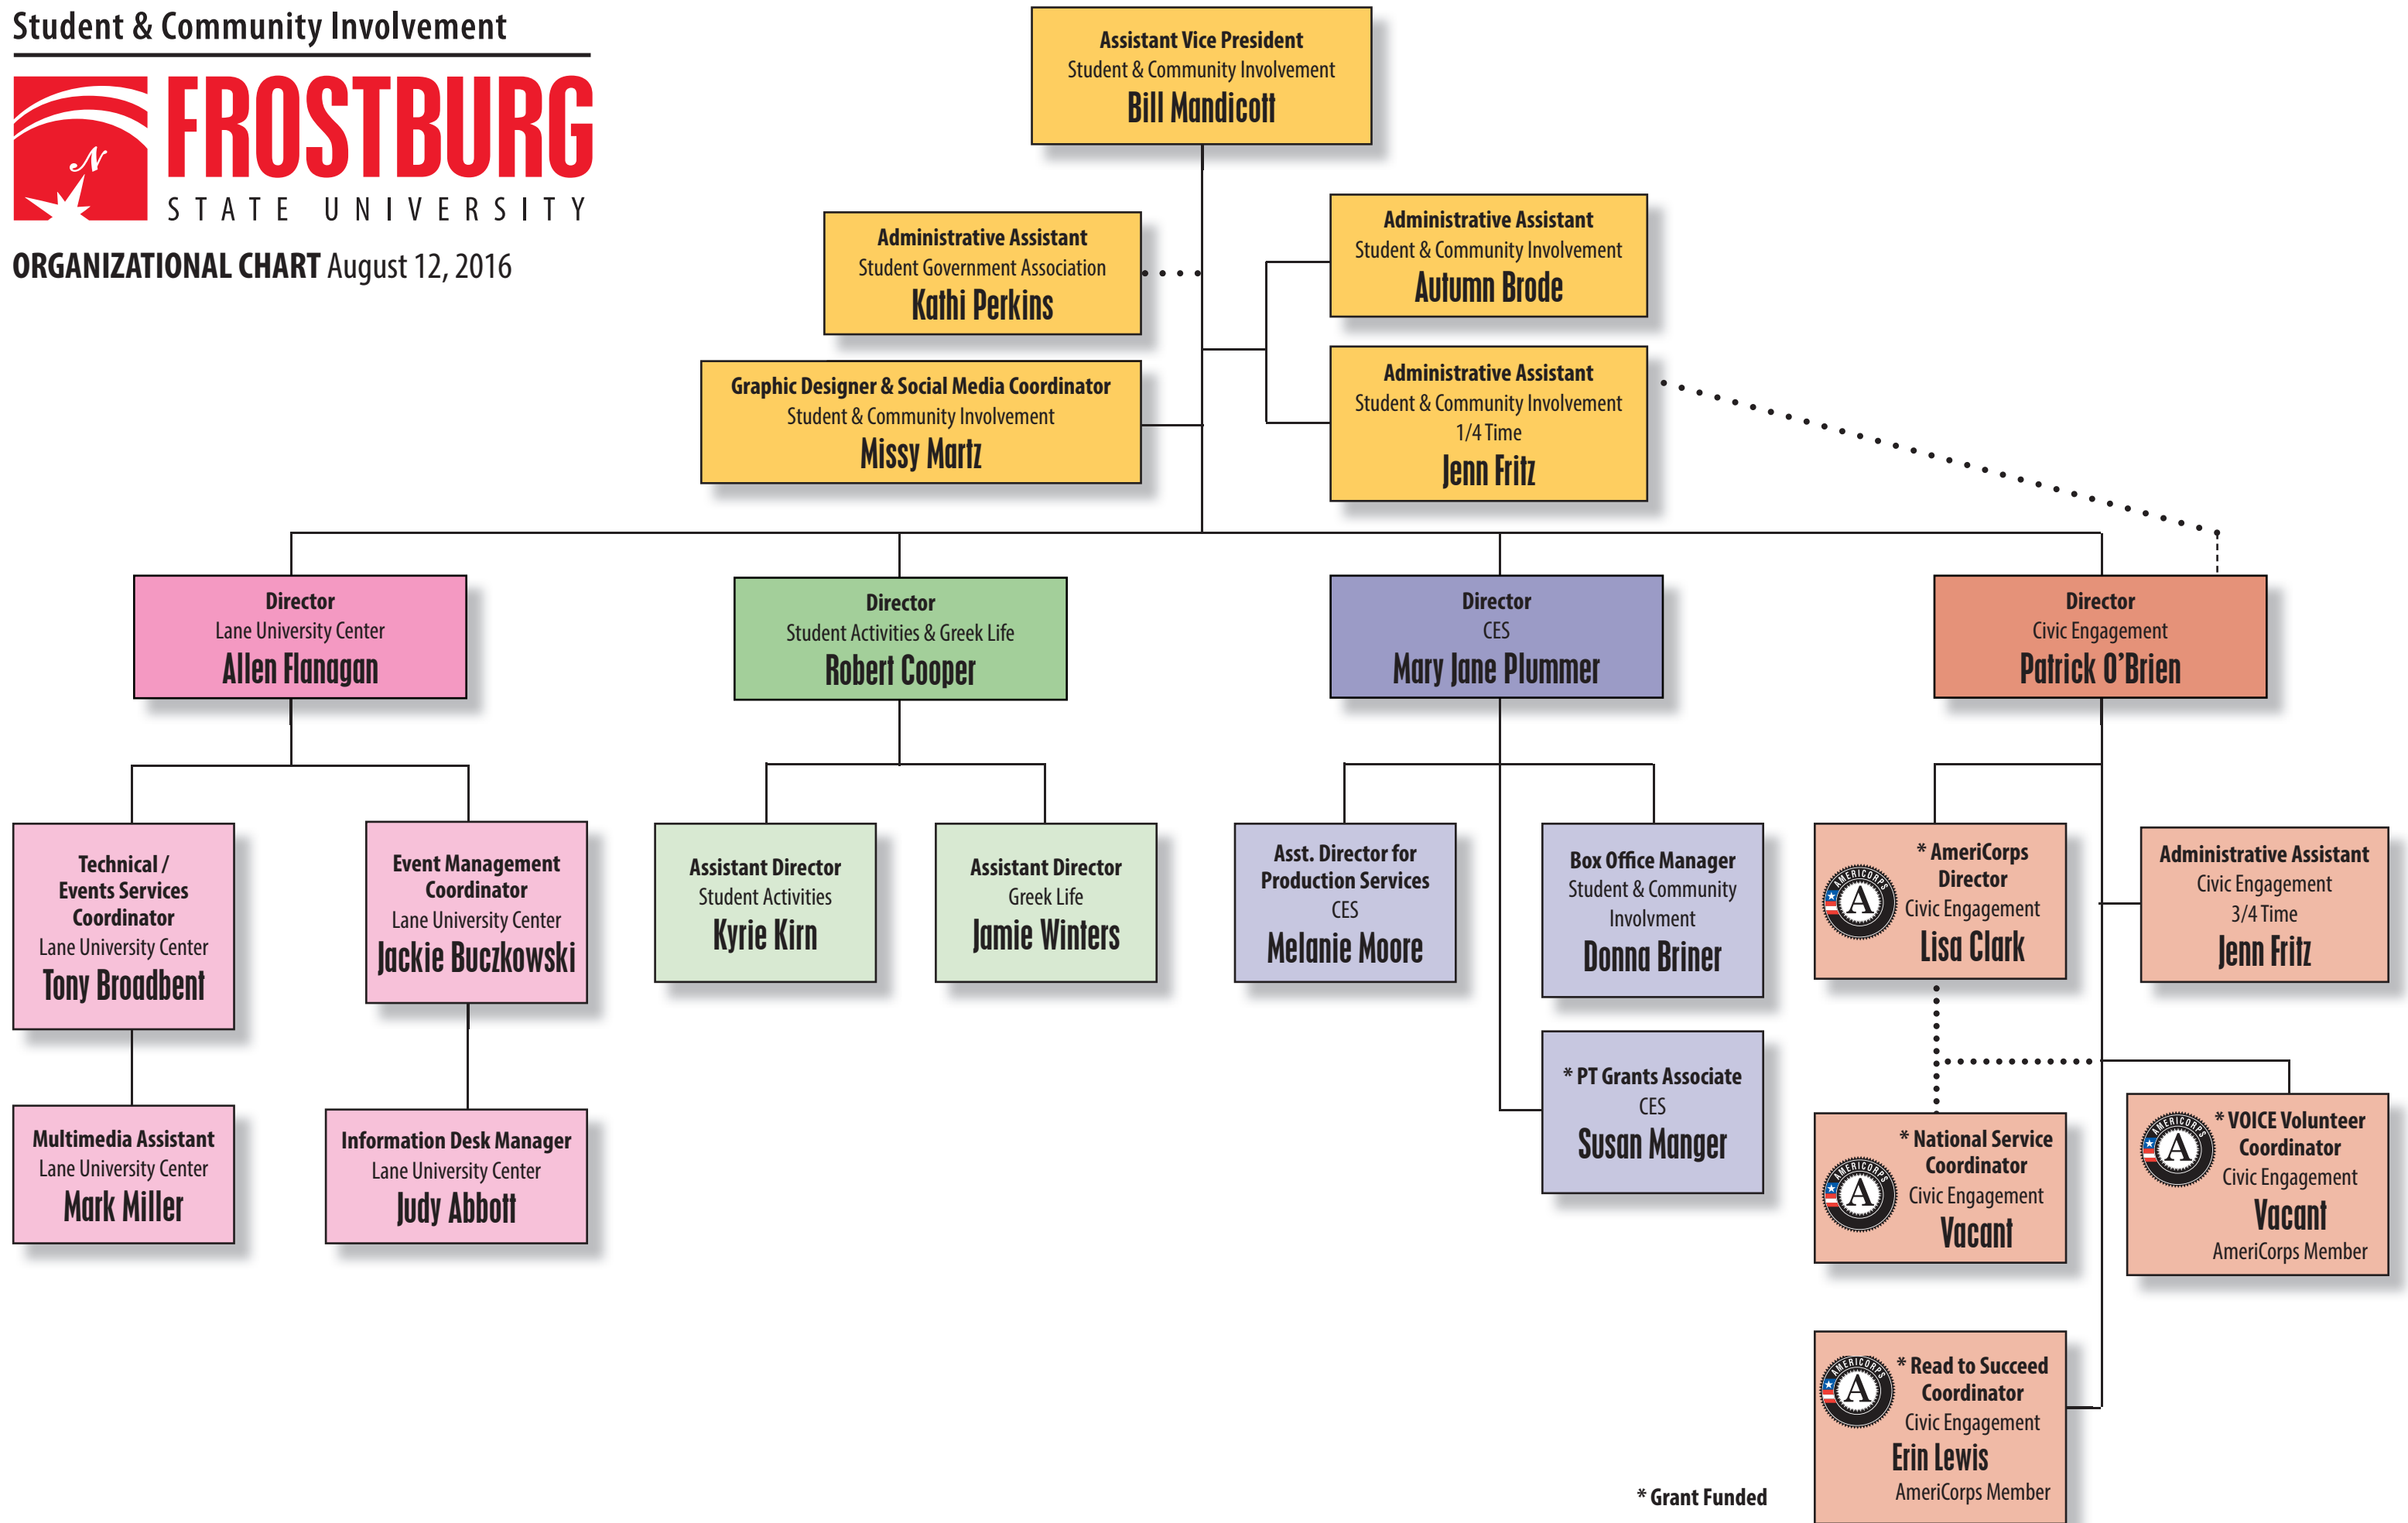 Student & Community Involvement
N
FROSTBURG
STATE UNIVERSITY
ORGANIZATIONAL CHART August 12, 2016
Assistant Vice President
Student & Community Involvement
Bill Mandicott
Administrative Assistant
Student Government Association
Kathi Perkins
Administrative Assistant
Student & Community Involvement
Autumn Brode
Graphic Designer & Social Media Coordinator
Student & Community Involvement
Missy Martz
Administrative Assistant
Student & Community Involvement
1/4 Time
Jenn Fritz
Director
Lane University Center
Allen Flanagan
Director
Student Activities & Greek Life
Robert Cooper
Director
CES
Mary Jane Plummer
Director
Civic Engagement
Patrick O'Brien
Technical /
Events Services
Coordinator
Lane University Center
Tony Broadbent
Event Management
Coordinator
Lane University Center
Jackie Buczkowski
Assistant Director
Student Activities
Kyrie Kirn
Assistant Director
Greek Life
Jamie Winters
Asst. Director for
Production Services
CES
Melanie Moore
Box Office Manager
Student & Community
Involvment
Donna Briner
AMERICORPS
A
* AmeriCorps
Director
Civic Engagement
Lisa Clark
Administrative Assistant
Civic Engagement
3/4 Time
Jenn Fritz
Multimedia Assistant
Lane University Center
Mark Miller
Information Desk Manager
Lane University Center
Judy Abbott
* PT Grants Associate
CES
Susan Manger
AMERICORPS
A
* National Service
Coordinator
Civic Engagement
Vacant
AMERICORPS
A
* VOICE Volunteer
Coordinator
Civic Engagement
Vacant
AmeriCorps Member
AMERICORPS
A
* Read to Succeed
Coordinator
Civic Engagement
Erin Lewis
AmeriCorps Member
* Grant Funded